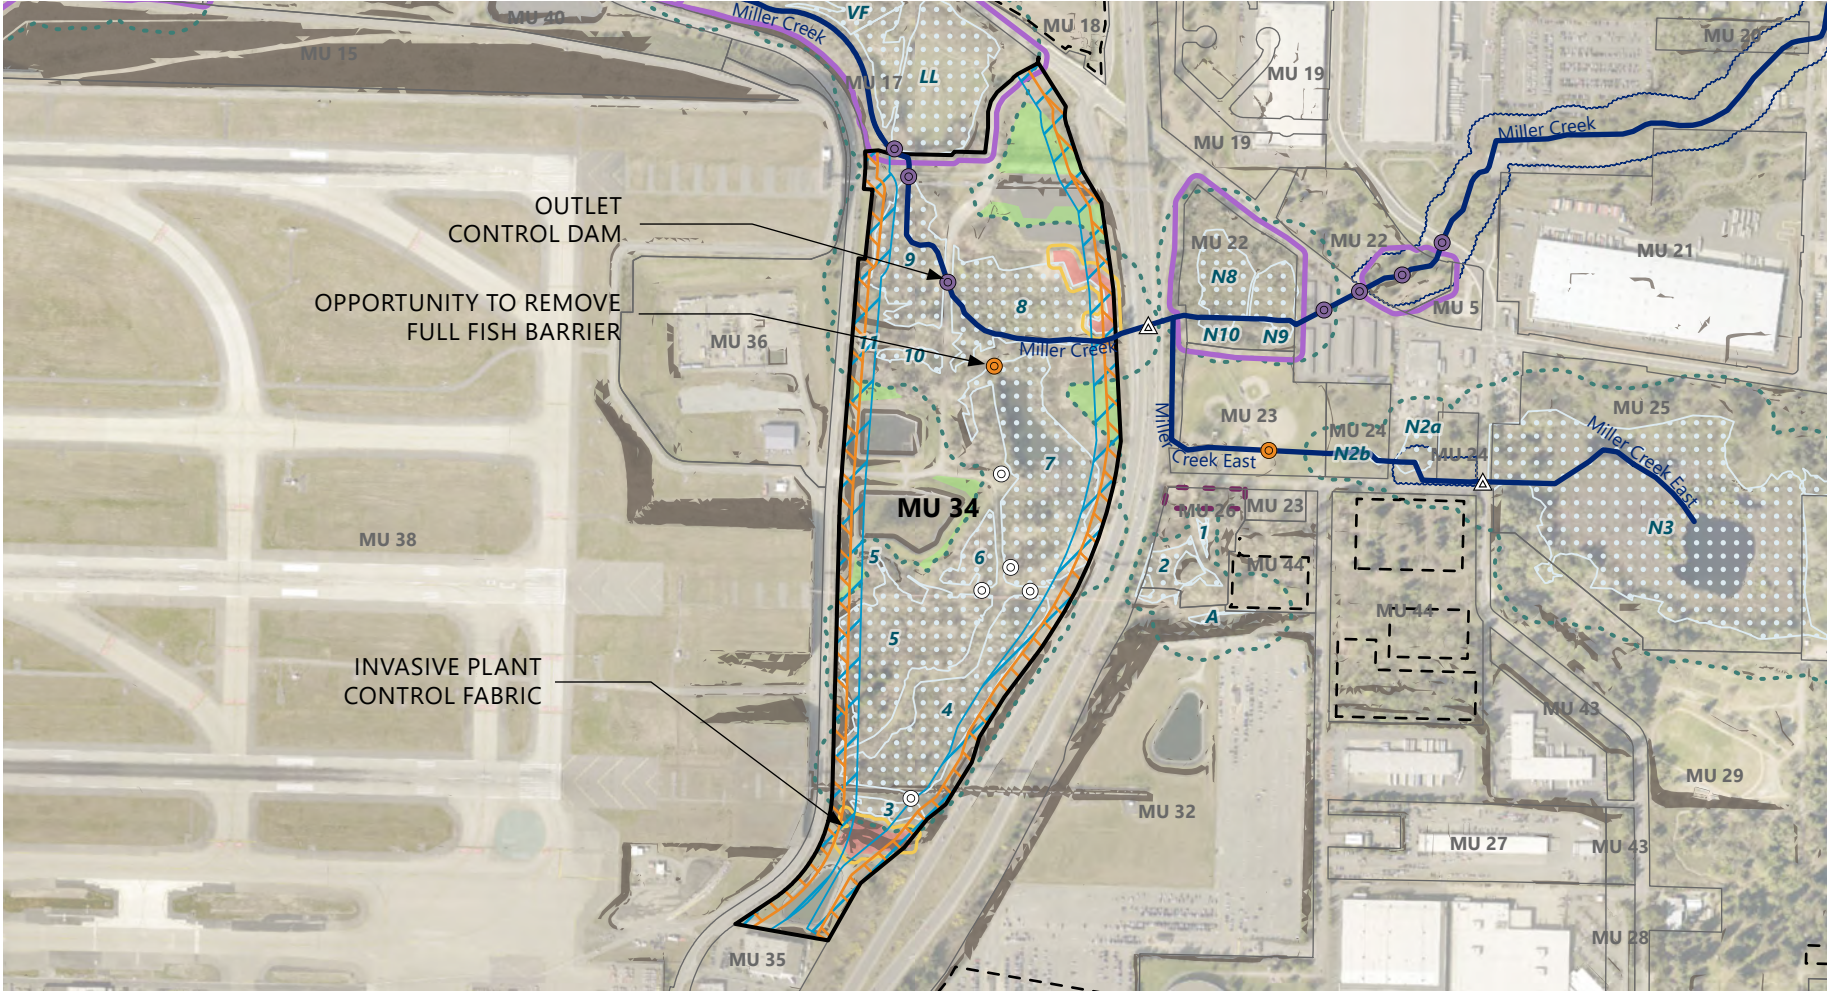 MU 40
Miller Creek
VF
MU 18
MU 20
MU 15
MU 17
LL
MU 19
Miller Creek
MU 19
OUTLET
CONTROL DAM
MU 22
MU 22
MU 21
9
N8
OPPORTUNITY TO REMOVE
FULL FISH BARRIER
8
MU 5
MU 36
11
10
Miller Creek
N10
N9
MU 23
Miller
Creek East
MU 24
N2b
N2a
MU 24
MU 25
Miller Creek East
7
MU 34
MU 26
MU 23
MU 38
1
N3
5
6
2
MU 44
MU 44
A
5
INVASIVE PLANT
CONTROL FABRIC
4
MU 43
3
MU 32
MU 29
MU 27
MU 43
MU 28
MU 35